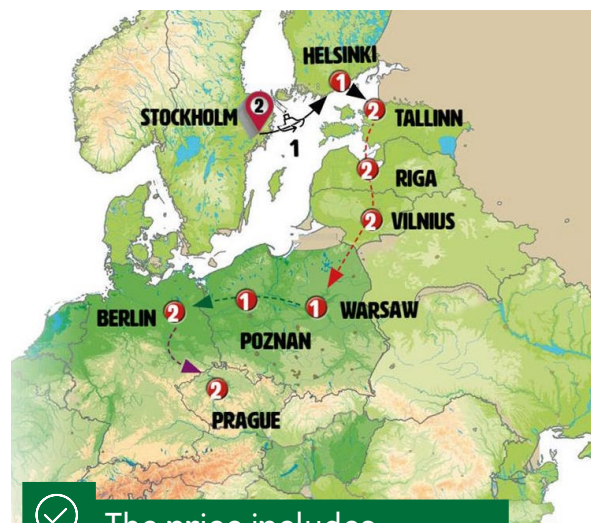 HELSINKI
1
STOCKHOLM
2
1
2
TALLINN
2
RIGA
2
VILNIUS
BERLIN
2
1
1
WARSAW
POZNAN
2
PRAGUE
The price includes